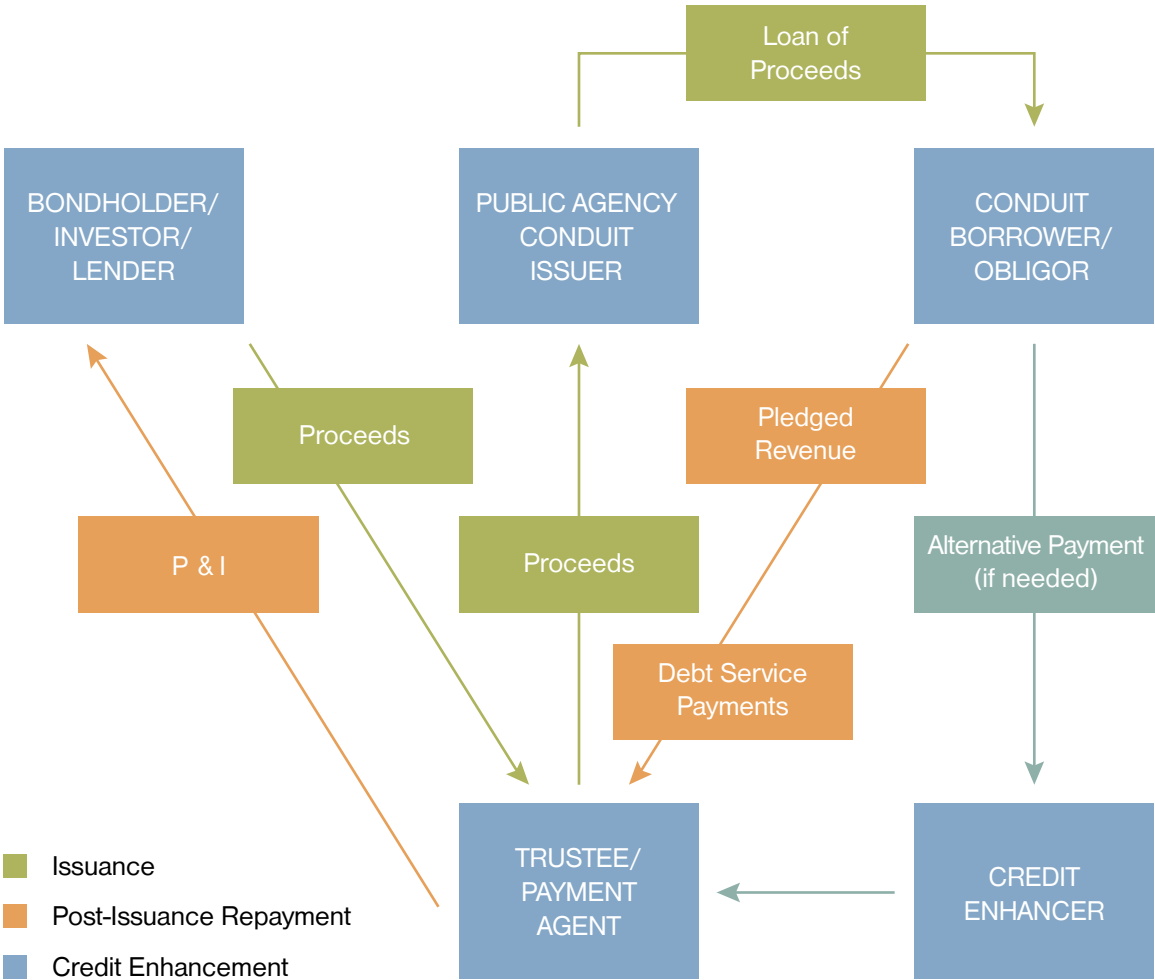 Loan of
Proceeds
BONDHOLDER/
INVESTOR/
LENDER
PUBLIC AGENCY
CONDUIT
ISSUER
CONDUIT
BORROWER/
OBLIGOR
Proceeds
Pledged
Revenue
P & I
Proceeds
Alternative Payment
(if needed)
Debt Service
Payments
TRUSTEE/
PAYMENT
AGENT
CREDIT
ENHANCER
Issuance
Post-Issuance Repayment
Credit Enhancement